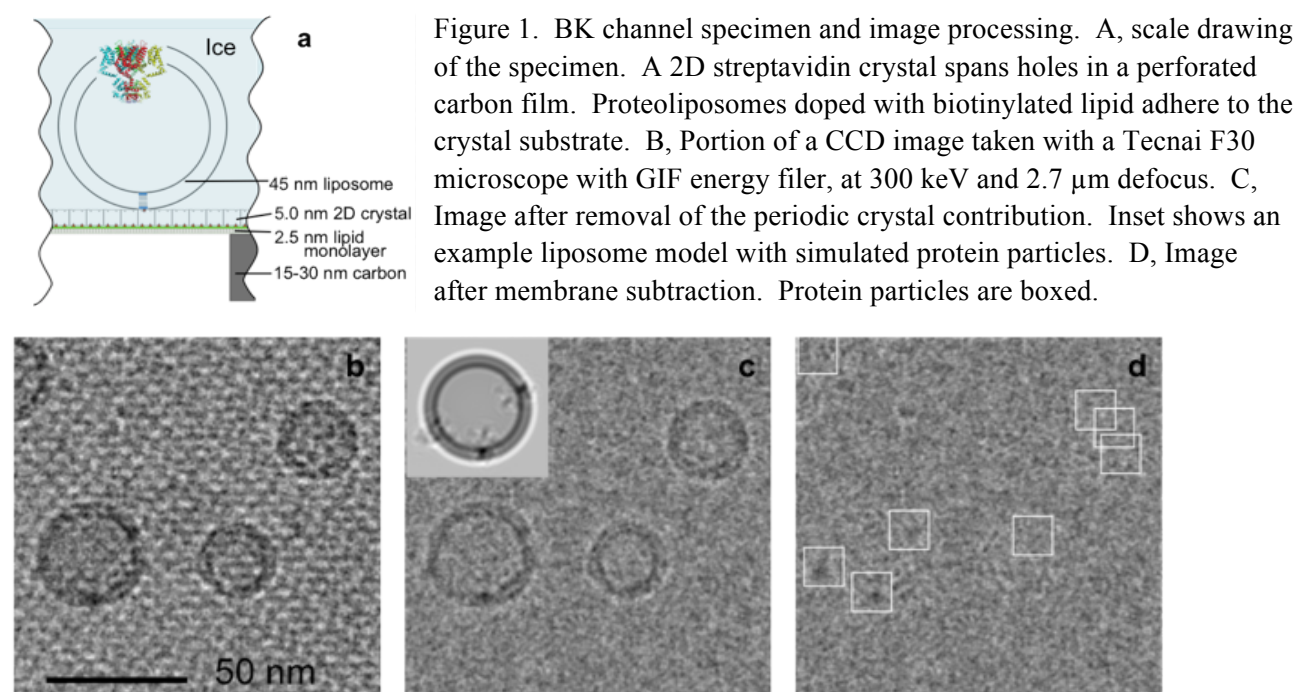 Ice
a
45 nm liposome
5.0 nm 2D crystal
2.5 nm lipid
monolayer
15-30 nm carbon
Figure 1. BK channel specimen and image processing. A, scale drawing
of the specimen. A 2D streptavidin crystal spans holes in a perforated
carbon film. Proteoliposomes doped with biotinylated lipid adhere to the
crystal substrate. B, Portion of a CCD image taken with a Tecnai F30
microscope with GIF energy filer, at 300 keV and 2.7 µm defocus. C,
Image after removal of the periodic crystal contribution. Inset shows an
example liposome model with simulated protein particles. D, Image
after membrane subtraction. Protein particles are boxed.
b
c
d
50 nm